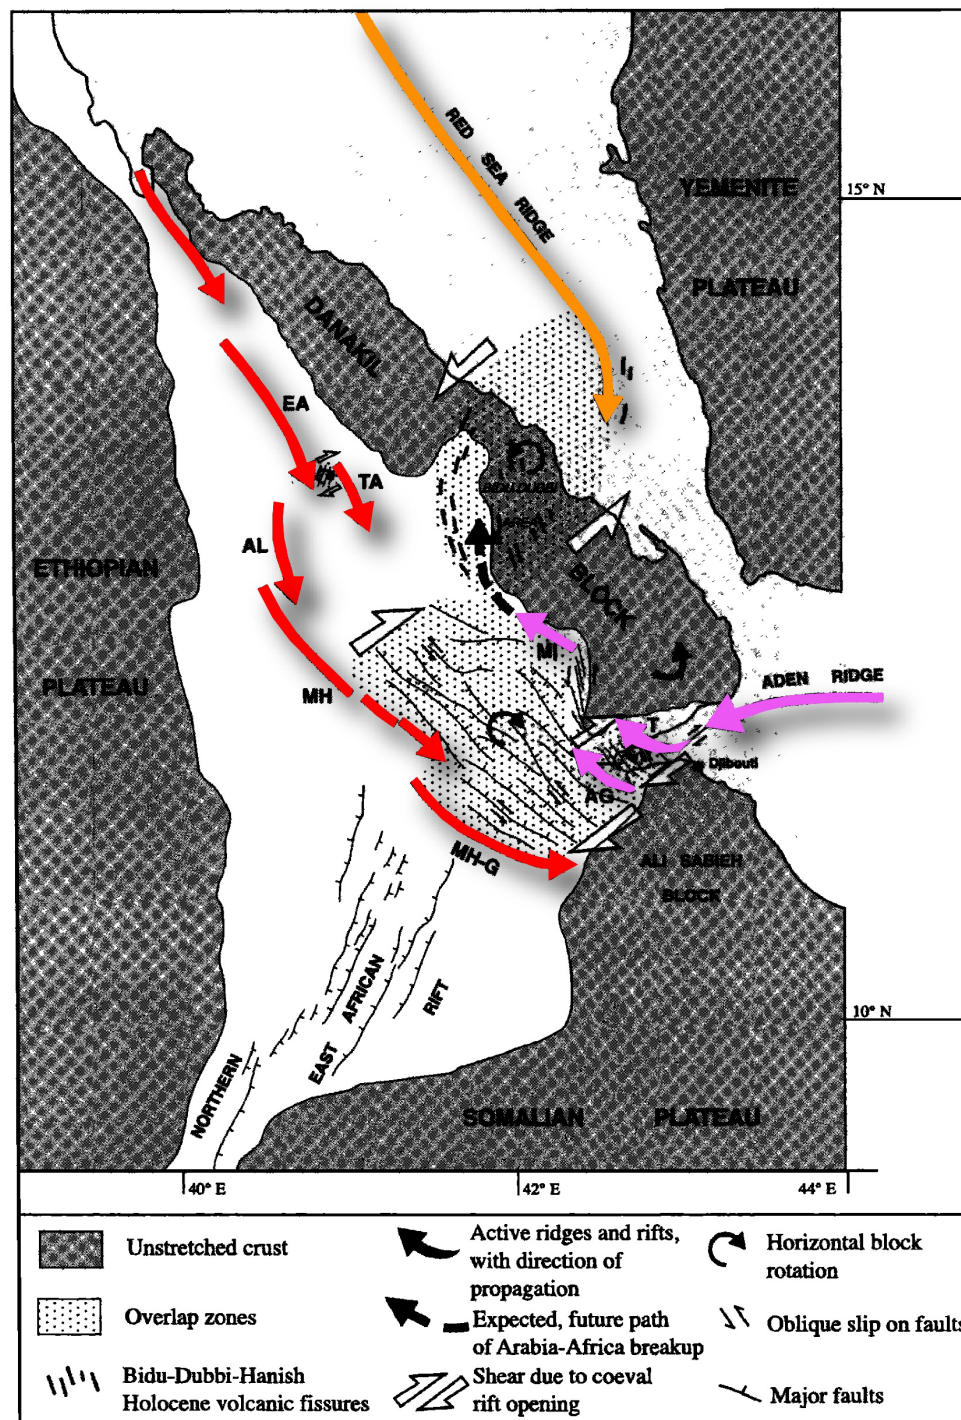 RED SEA RIDGE
YEMENITE
PLATEAU
15° N
DANAKIL
EA
TA
BIDU-DUBBI
AREA
AL
ETHIOPIAN
PLATEAU
BLOCK
MI
MH
ADEN RIDGE
T
Djibouti
AG
MH-G
ALI SABIEH
BLOCK
NORTHERN
EAST AFRICAN RIFT
10° N
SOMALIAN PLATEAU
40° E
42° E
44° E
Unstretched crust
Overlap zones
Bidu-Dubbi-Hanish
Holocene volcanic fissures
Active ridges and rifts,
with direction of
propagation
Expected, future path
of Arabia-Africa breakup
Shear due to coeval
rift opening
Horizontal block
rotation
Oblique slip on faults
Major faults